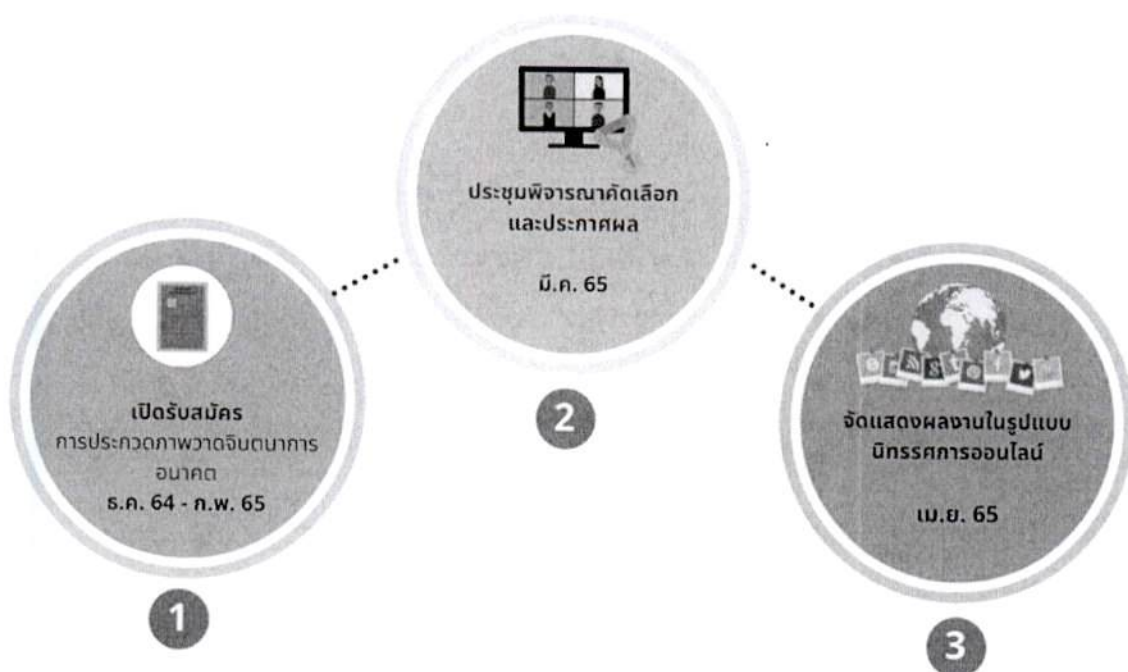 เปิดรับสมัคร
การประกวดภาพวาดจินตนาการ
อนาคต
ธ.ค. 64 - ก.พ. 65
1
ประชุมพิจารณาคัดเลือก
และประกาศผล
มี.ค. 65
2
จัดแสดงผลงานในรูปแบบ
นิทรรศการออนไลน์
เม.ย. 65
3